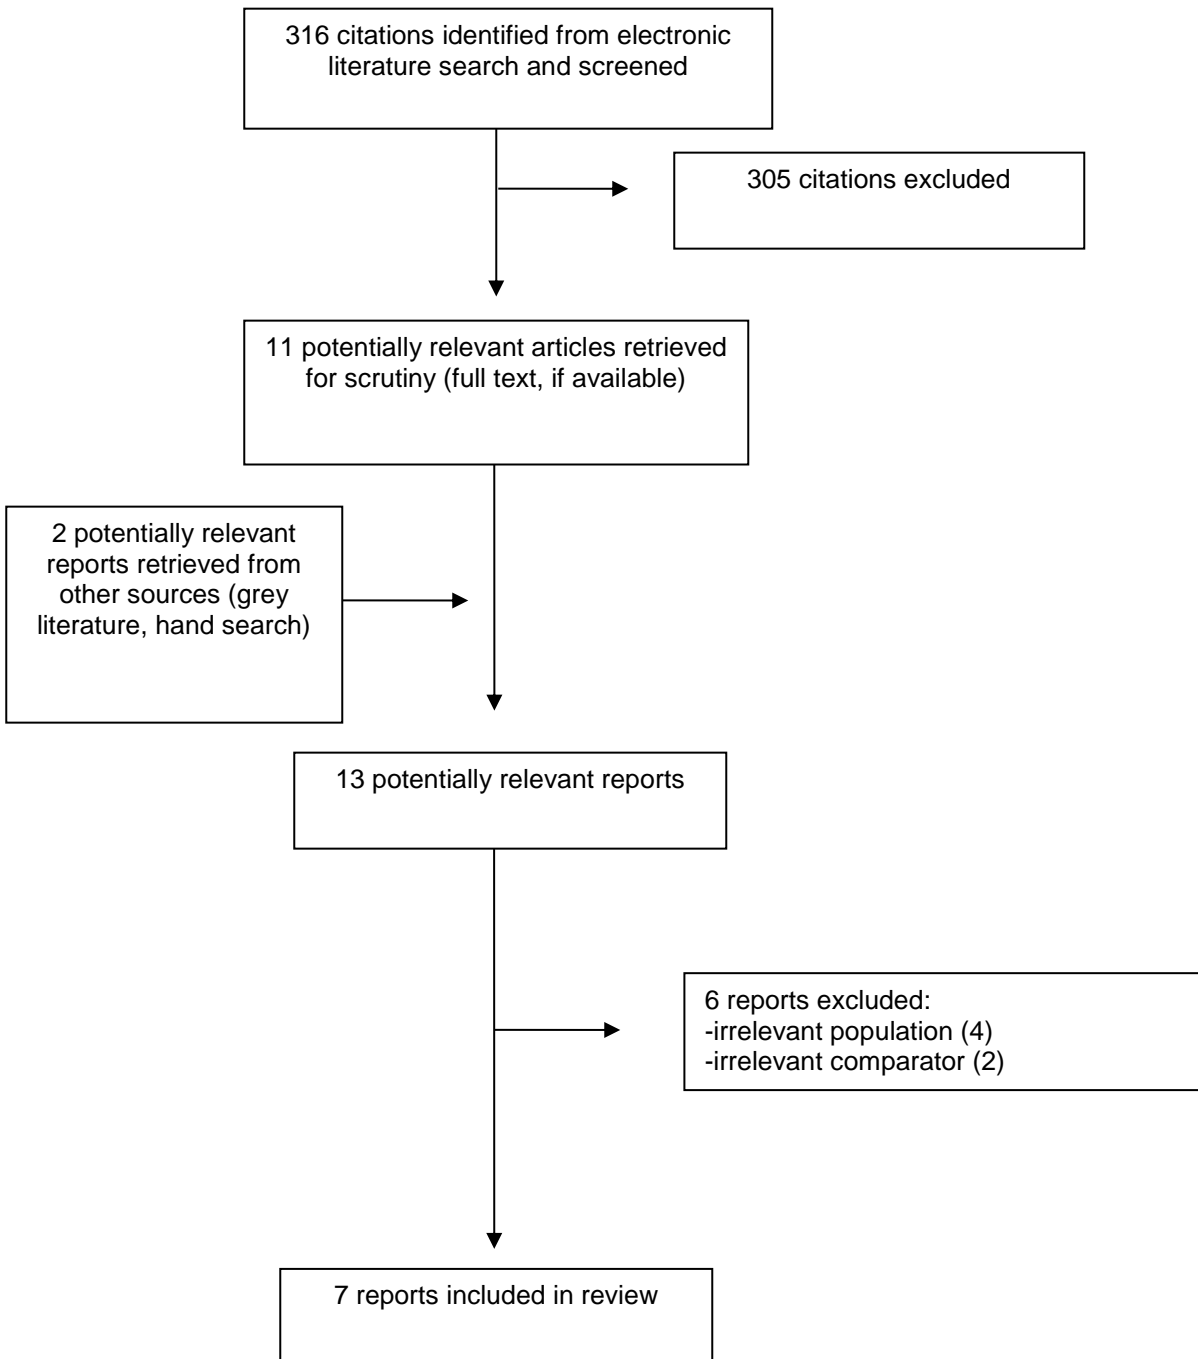 316 citations identified from electronic
literature search and screened
305 citations excluded
11 potentially relevant articles retrieved
for scrutiny (full text, if available)
2 potentially relevant
reports retrieved from
other sources (grey
literature, hand search)
13 potentially relevant reports
6 reports excluded:
-irrelevant population (4)
-irrelevant comparator (2)
7 reports included in review